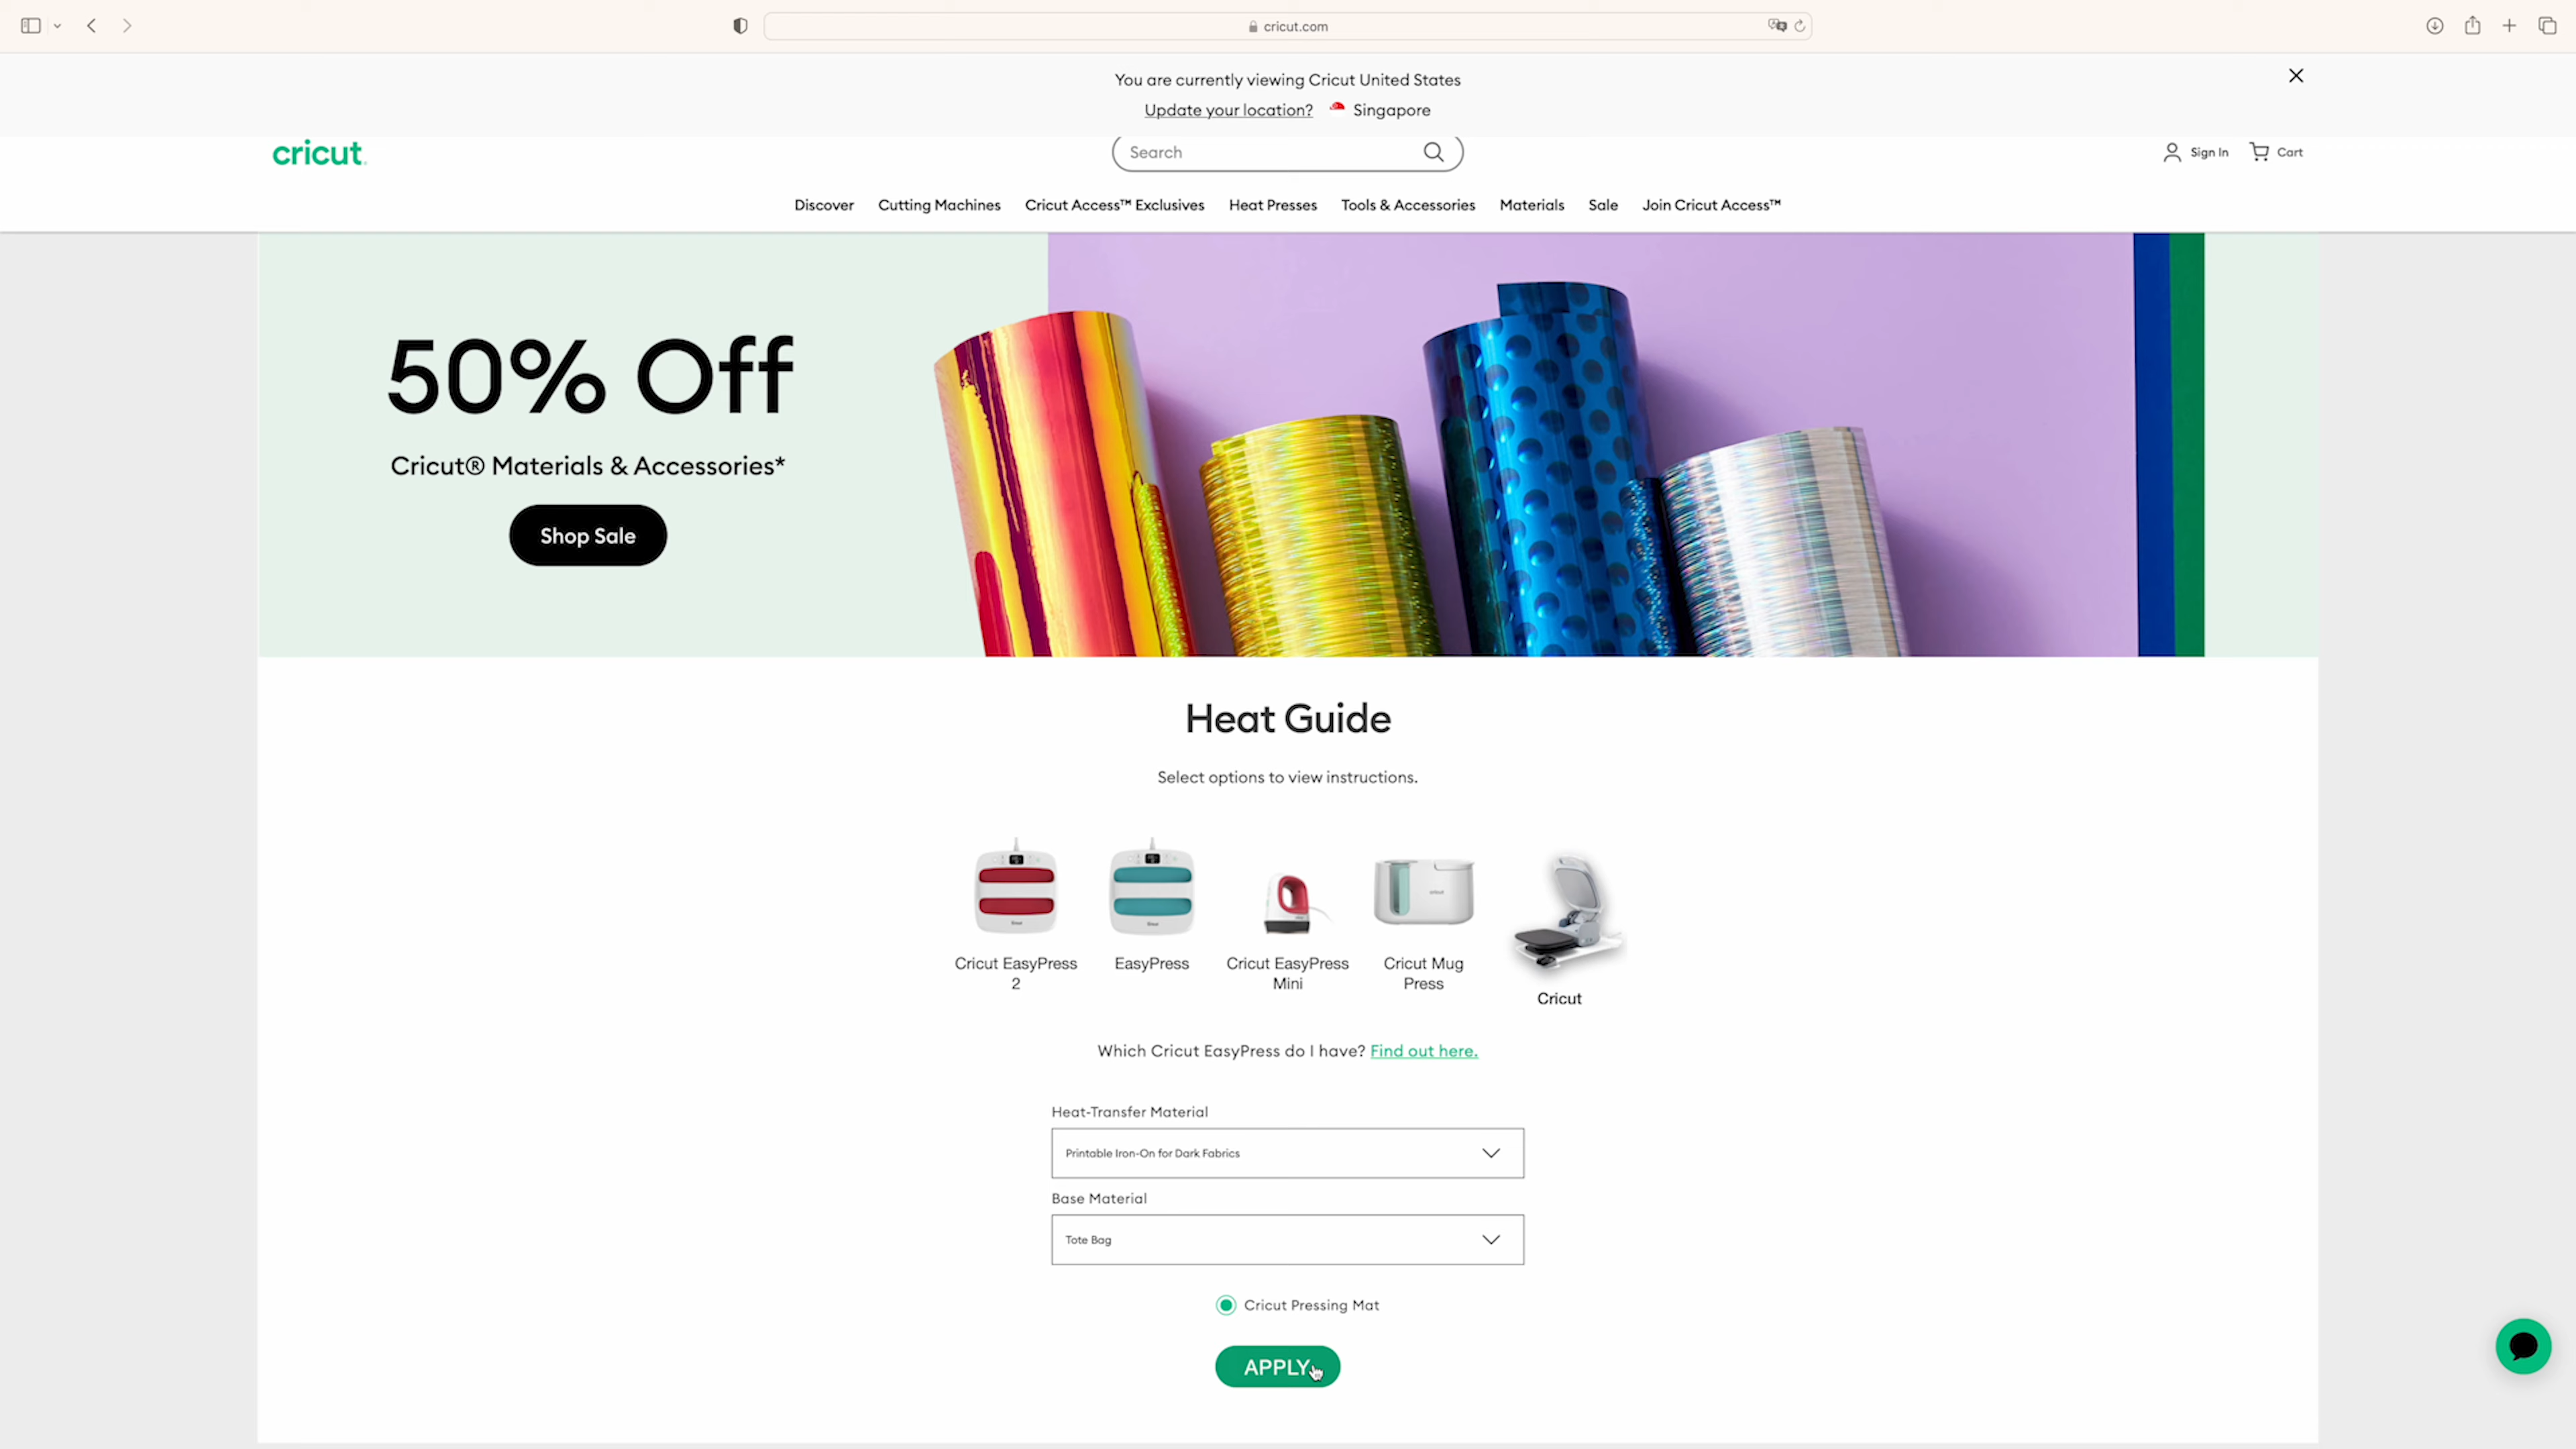 cricut.com
You are currently viewing Cricut United States
Update your location? Singapore
cricut
Search
Sign In
Cart
Discover Cutting Machines Cricut Access™ Exclusives Heat Presses Tools & Accessories Materials Sale Join Cricut Access™
50% Off
Cricut® Materials & Accessories*
Shop Sale
Heat Guide
Select options to view instructions.
Cricut EasyPress
2
EasyPress
Cricut EasyPress
Mini
Cricut Mug
Press
Cricut
Which Cricut EasyPress do I have? Find out here.
Heat-Transfer Material
Printable Iron-On for Dark Fabrics
Base Material
Tote Bag
Cricut Pressing Mat
APPLY